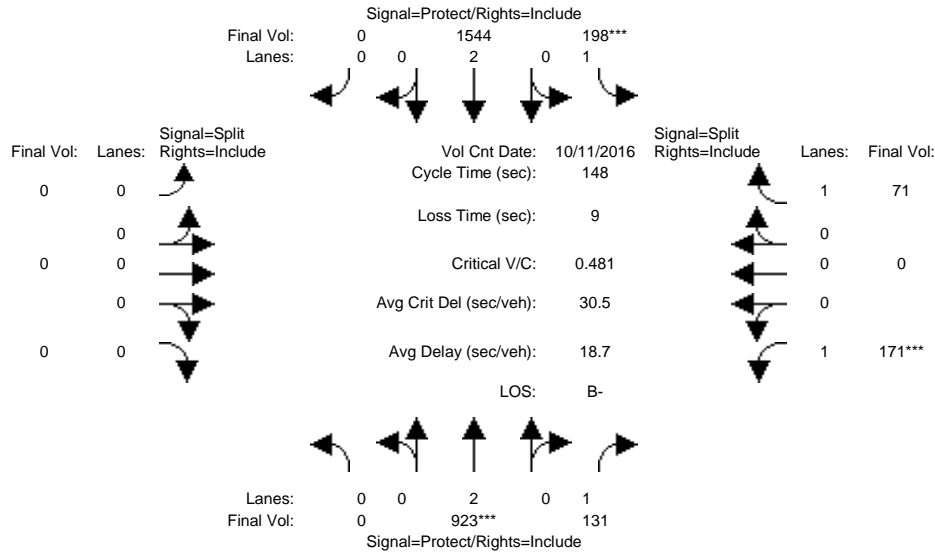 Signal=Protect/Rights=Include
Final Vol: 0 1544 198***
Lanes: 0 0 2 0 1
Signal=Split Signal=Split
Final Vol: Lanes: Rights=Include Vol Cnt Date: 10/11/2016 Rights=Include Lanes: Final Vol:
Cycle Time (sec): 148
0 0 1 71
Loss Time (sec): 9
0 0
0 0 Critical V/C: 0.481 0 0
0 Avg Crit Del (sec/veh): 30.5 0
0 0 Avg Delay (sec/veh): 18.7 1 171***
LOS: B-
Lanes: 0 0 2 0 1
Final Vol: 0 923*** 131
Signal=Protect/Rights=Include